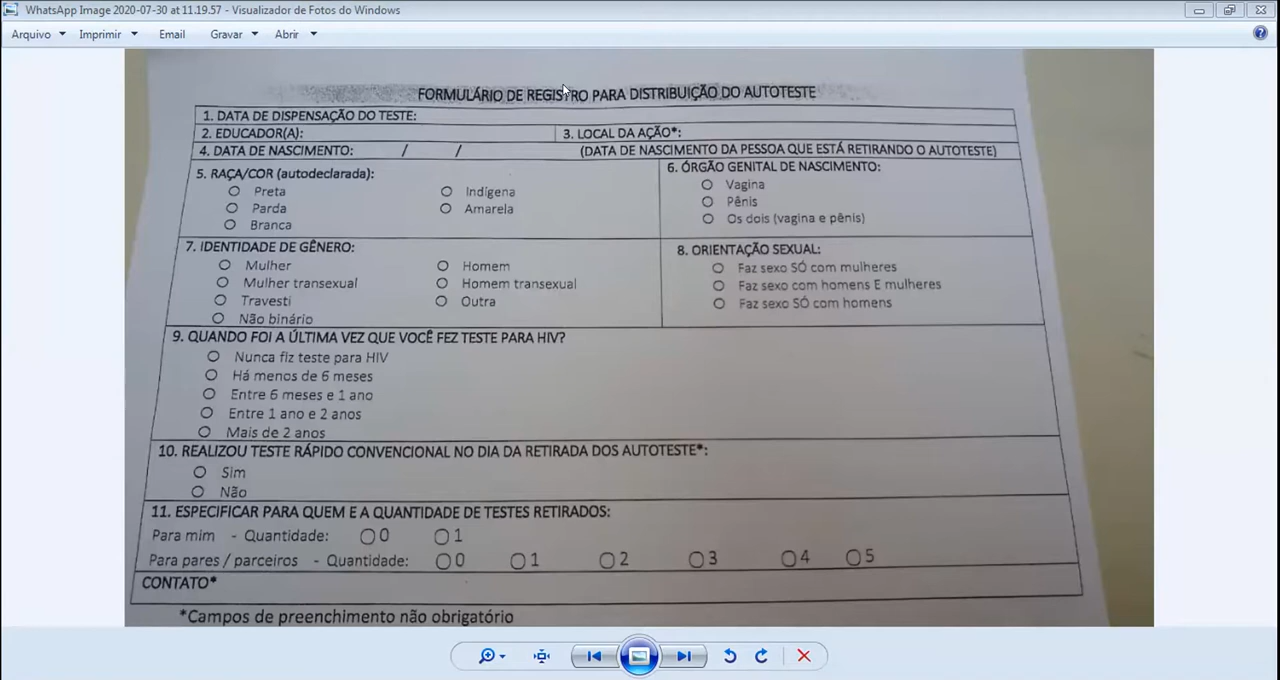 WhatsApp Image 2020-07-30 at 11.19.57 - Visualizador de Fotos do Windows
Arquivo Imprimir Email Gravar Abrir
FORMULÁRIO DE REGISTRO PARA DISTRIBUIÇÃO DO AUTOTESTE
1. DATA DE DISPENSAÇÃO DO TESTE:
2. EDUCADOR(A): 3. LOCAL DA AÇÃO*:
4. DATA DE NASCIMENTO: / / (DATA DE NASCIMENTO DA PESSOA QUE ESTÁ RETIRANDO O AUTOTESTE)
5. RAÇA/COR (autodeclarada):
Preta Indígena
Parda Amarela
Branca
6. ÓRGÃO GENITAL DE NASCIMENTO:
Vagina
Pênis
Os dois (vagina e pênis)
7. IDENTIDADE DE GÊNERO:
Mulher Homem
Mulher transexual Homem transexual
Travesti Outra
Não binário
8. ORIENTAÇÃO SEXUAL:
Faz sexo SÓ com mulheres
Faz sexo com homens E mulheres
Faz sexo SÓ com homens
9. QUANDO FOI A ÚLTIMA VEZ QUE VOCÊ FEZ TESTE PARA HIV?
Nunca fiz teste para HIV
Há menos de 6 meses
Entre 6 meses e 1 ano
Entre 1 ano e 2 anos
Mais de 2 anos
10. REALIZOU TESTE RÁPIDO CONVENCIONAL NO DIA DA RETIRADA DOS AUTOTESTE*:
Sim
Não
11. ESPECIFICAR PARA QUEM E A QUANTIDADE DE TESTES RETIRADOS:
Para mim - Quantidade: 0 1
Para pares / parceiros - Quantidade: 0 1 2 3 4 5
CONTATO*
*Campos de preenchimento não obrigatório